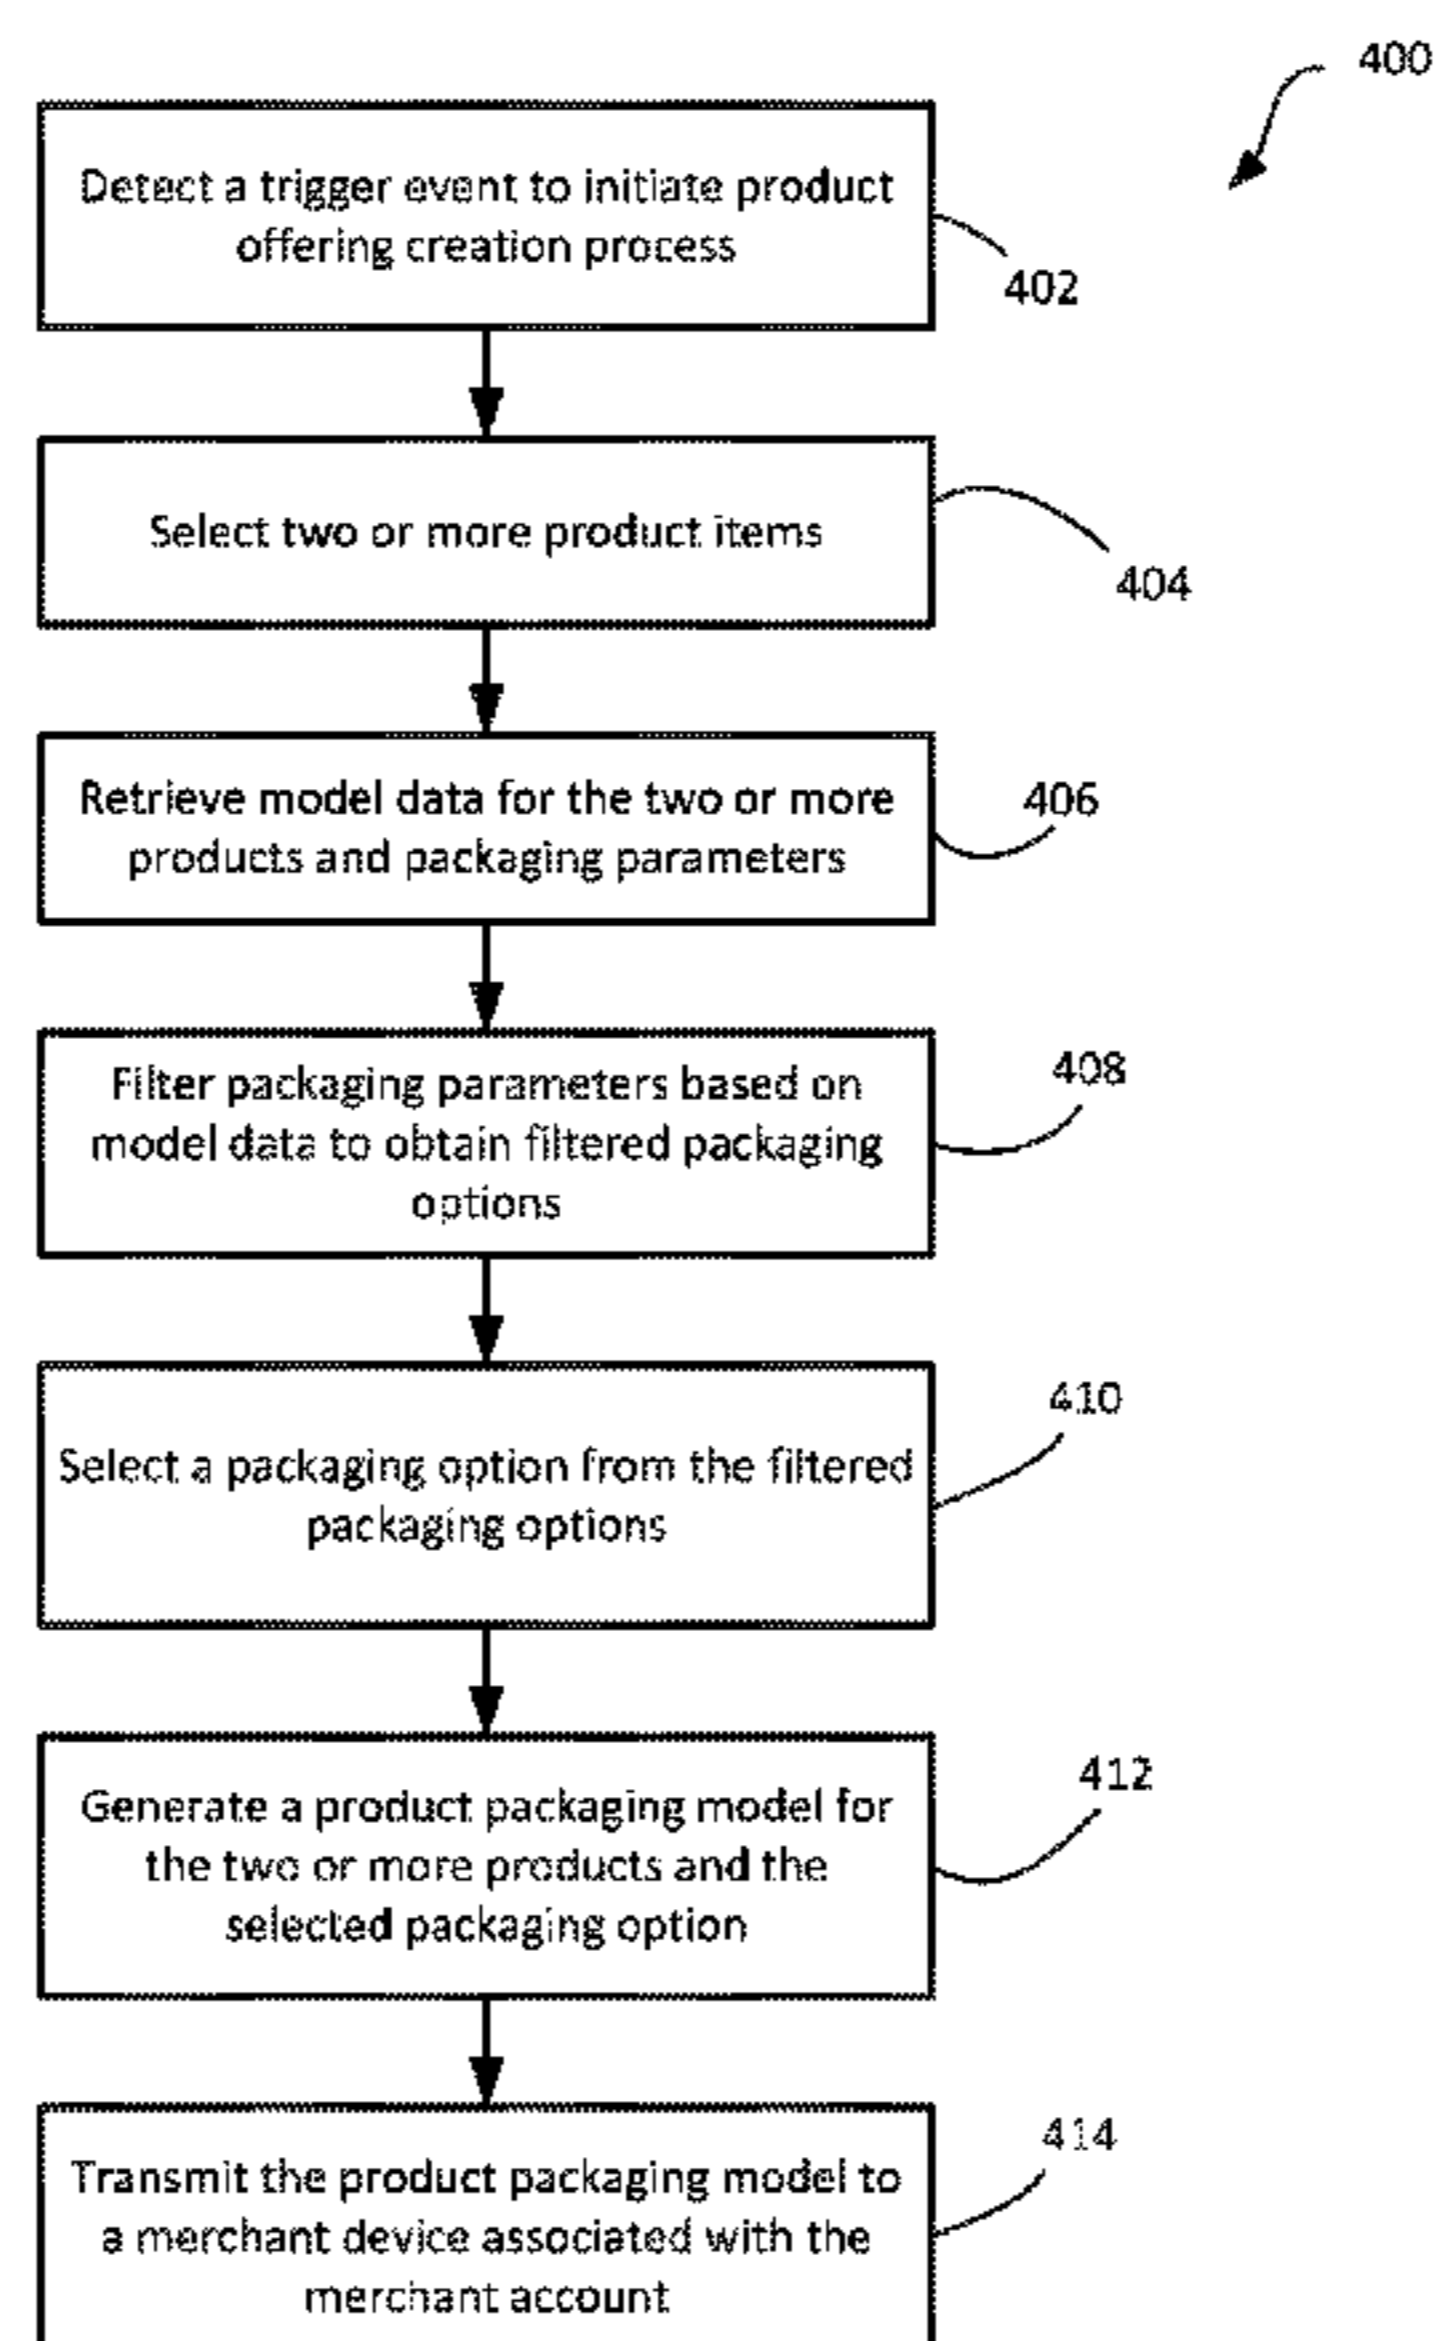 400
Detect a trigger event to initiate product
offering creation process
402
Select two or more product items
404
Retrieve model data for the two or more
products and packaging parameters
406
Filter packaging parameters based on
model data to obtain filtered packaging
options
408
Select a packaging option from the filtered
packaging options
410
Generate a product packaging model for
the two or more products and the
selected packaging option
412
Transmit the product packaging model to
a merchant device associated with the
merchant account
414